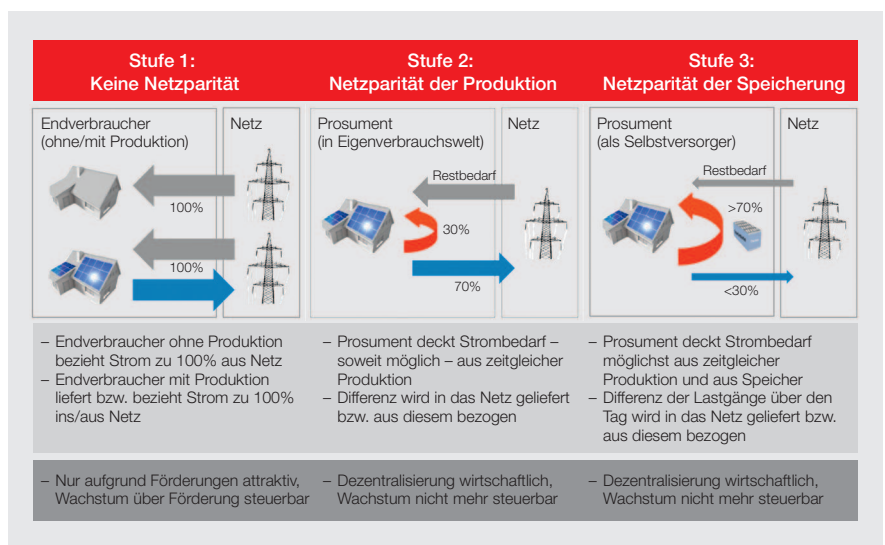 Stufe 1:
Keine Netzparität
Stufe 2:
Netzparität der Produktion
Stufe 3:
Netzparität der Speicherung
Endverbraucher
(ohne/mit Produktion)
Netz
100%
100%
Prosument
(in Eigenverbrauchswelt)
Netz
Restbedarf
30%
70%
Prosument
(als Selbstversorger)
Netz
Restbedarf
>70%
<30%
– Endverbraucher ohne Produktion
bezieht Strom zu 100% aus Netz
– Endverbraucher mit Produktion
liefert bzw. bezieht Strom zu 100%
ins/aus Netz
– Prosument deckt Strombedarf –
soweit möglich – aus zeitgleicher
Produktion
– Differenz wird in das Netz geliefert
bzw. aus diesem bezogen
– Prosument deckt Strombedarf
möglichst aus zeitgleicher
Produktion und aus Speicher
– Differenz der Lastgänge über den
Tag wird in das Netz geliefert bzw.
aus diesem bezogen
– Nur aufgrund Förderungen attraktiv,
Wachstum über Förderung steuerbar
– Dezentralisierung wirtschaftlich,
Wachstum nicht mehr steuerbar
– Dezentralisierung wirtschaftlich,
Wachstum nicht mehr steuerbar